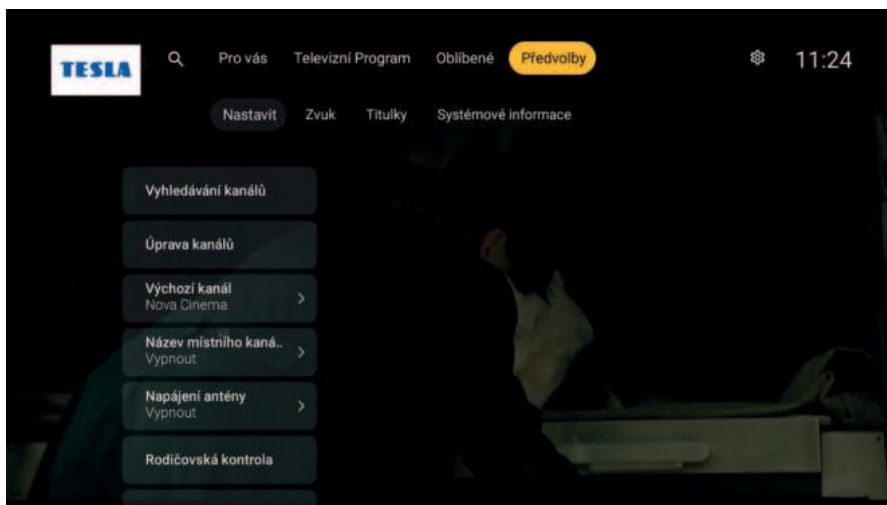 TESLA
Pro vás Televizní Program Oblíbené Předvolby 11:24
Nastavit Zvuk Titulky Systémové informace
Vyhledávání kanálů
Úprava kanálů
Výchozí kanál
Nova Cinema
Název místního kaná..
Vypnout
Napájení antény
Vypnout
Rodičovská kontrola